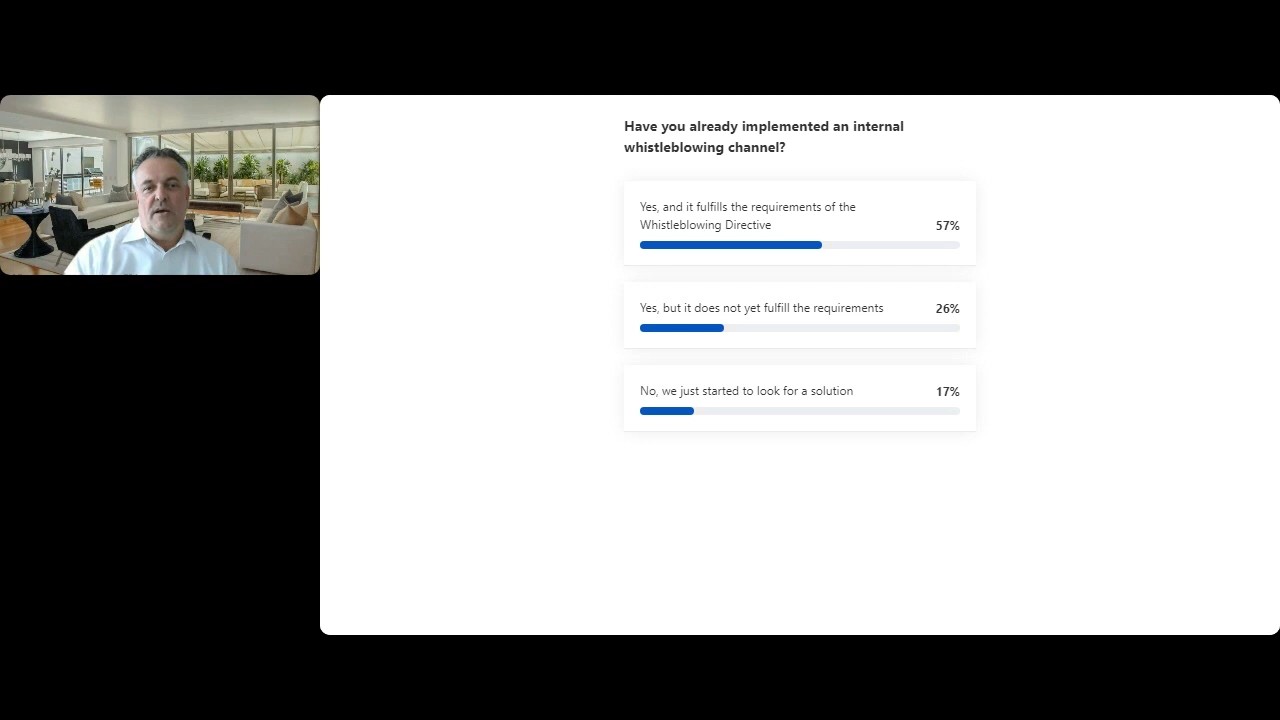 Have you already implemented an internal
whistleblowing channel?
Yes, and it fulfills the requirements of the
Whistleblowing Directive
57%
Yes, but it does not yet fulfill the requirements
26%
No, we just started to look for a solution
17%